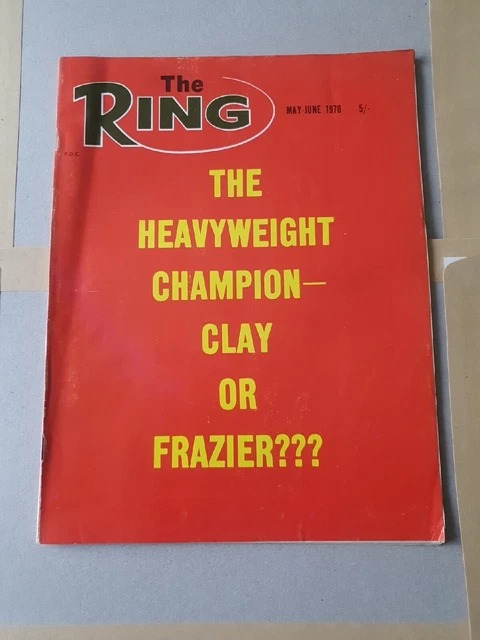 The
RING
MAY-JUNE 1970 5/-
THE
HEAVYWEIGHT
CHAMPION—
CLAY
OR
FRAZIER???